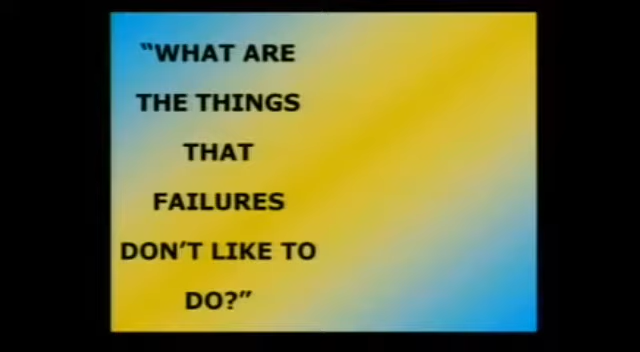 “WHAT ARE
THE THINGS
THAT
FAILURES
DON’T LIKE TO
DO?”